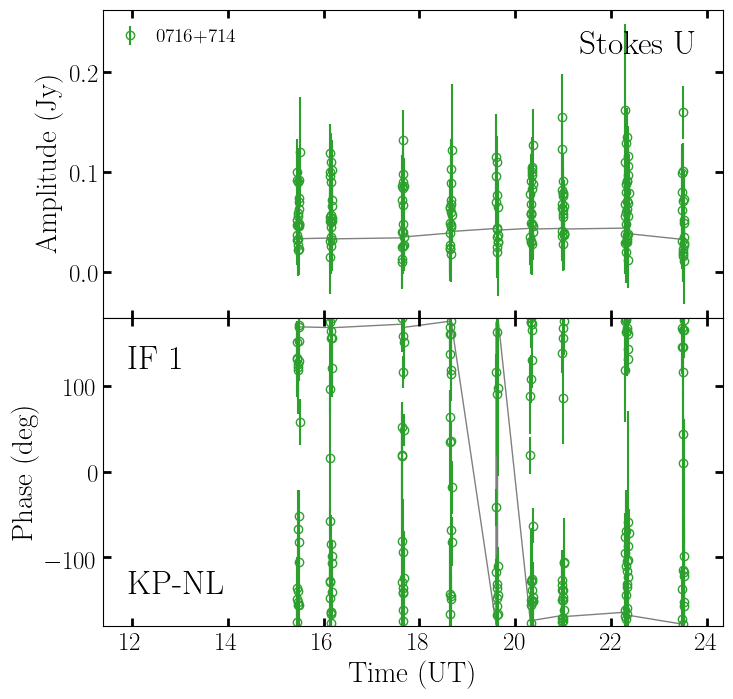 0716+714
Stokes U
0.2
0.1
0.0
Amplitude (Jy)
IF 1
100
0
−100
Phase (deg)
KP-NL
12 14 16 18 20 22 24
Time (UT)